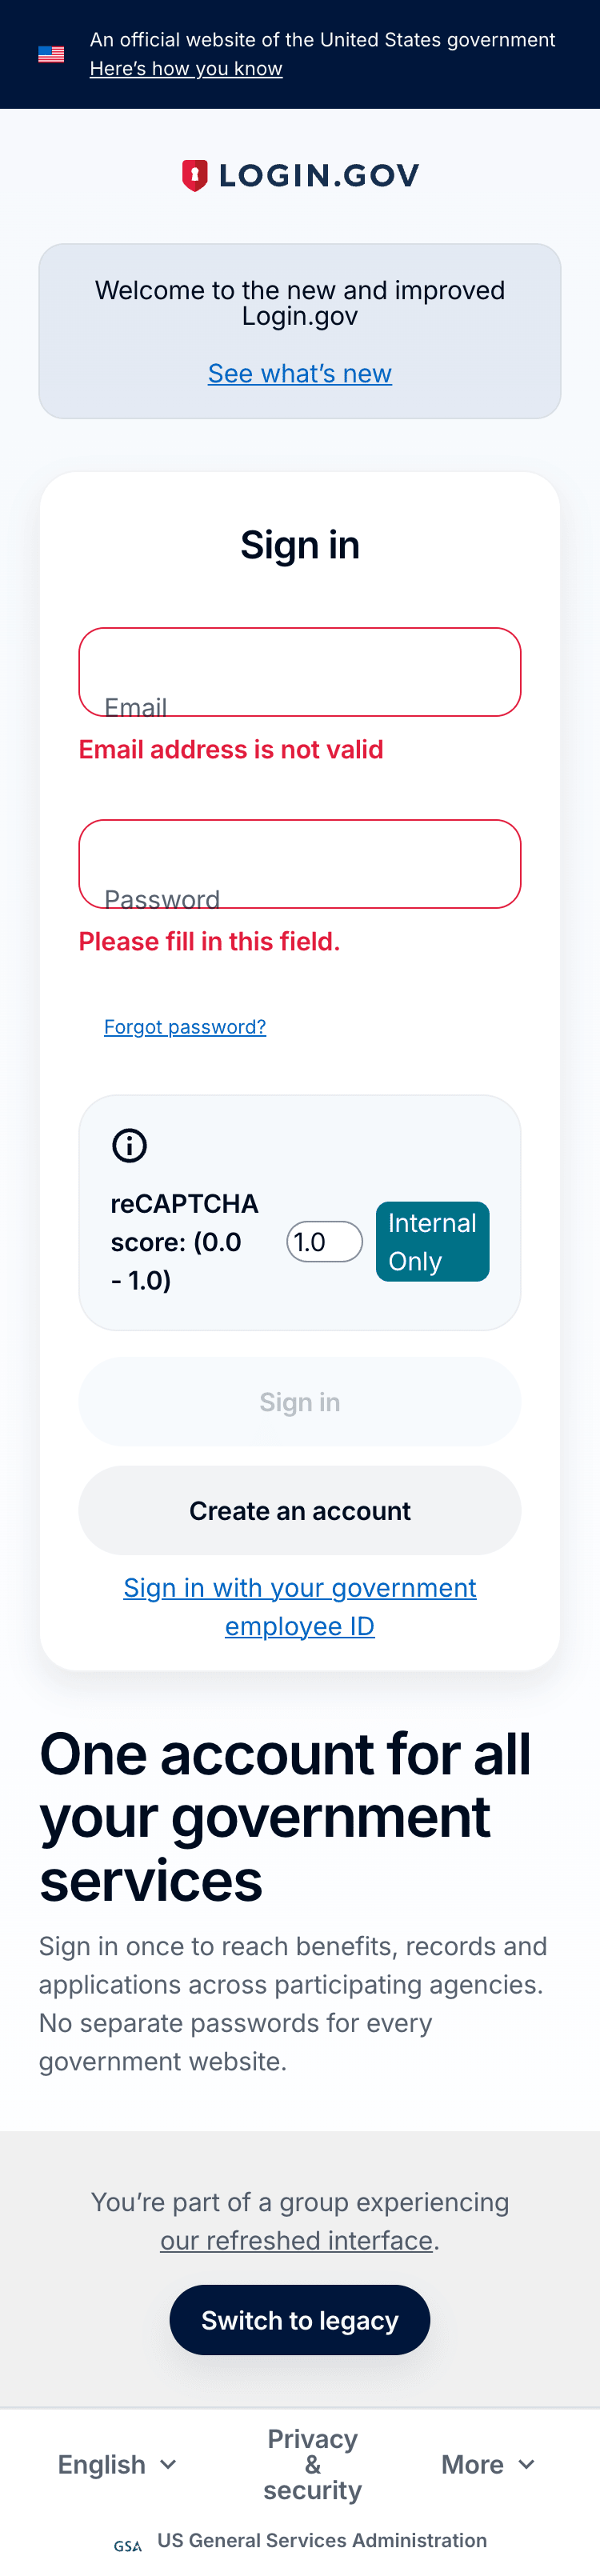 An official website of the United States government
Here’s how you know
LOGIN.GOV
Welcome to the new and improved
Login.gov
See what’s new
Sign in
Email
Email address is not valid
Password
Please fill in this field.
Forgot password?
reCAPTCHA
score: (0.0
- 1.0)
1.0
Internal
Only
Sign in
Create an account
Sign in with your government
employee ID
One account for all
your government
services
Sign in once to reach benefits, records and
applications across participating agencies.
No separate passwords for every
government website.
You’re part of a group experiencing
our refreshed interface.
Switch to legacy
English
Privacy
&
security
More
GSA US General Services Administration